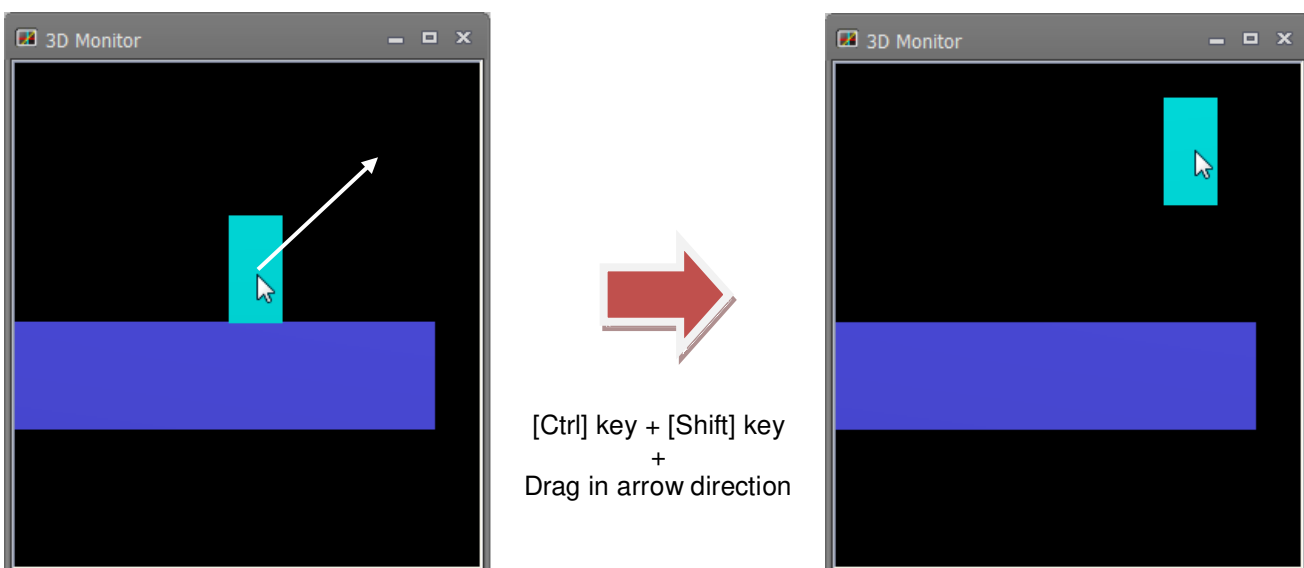 3D Monitor
3D Monitor
[Ctrl] key + [Shift] key
+
Drag in arrow direction